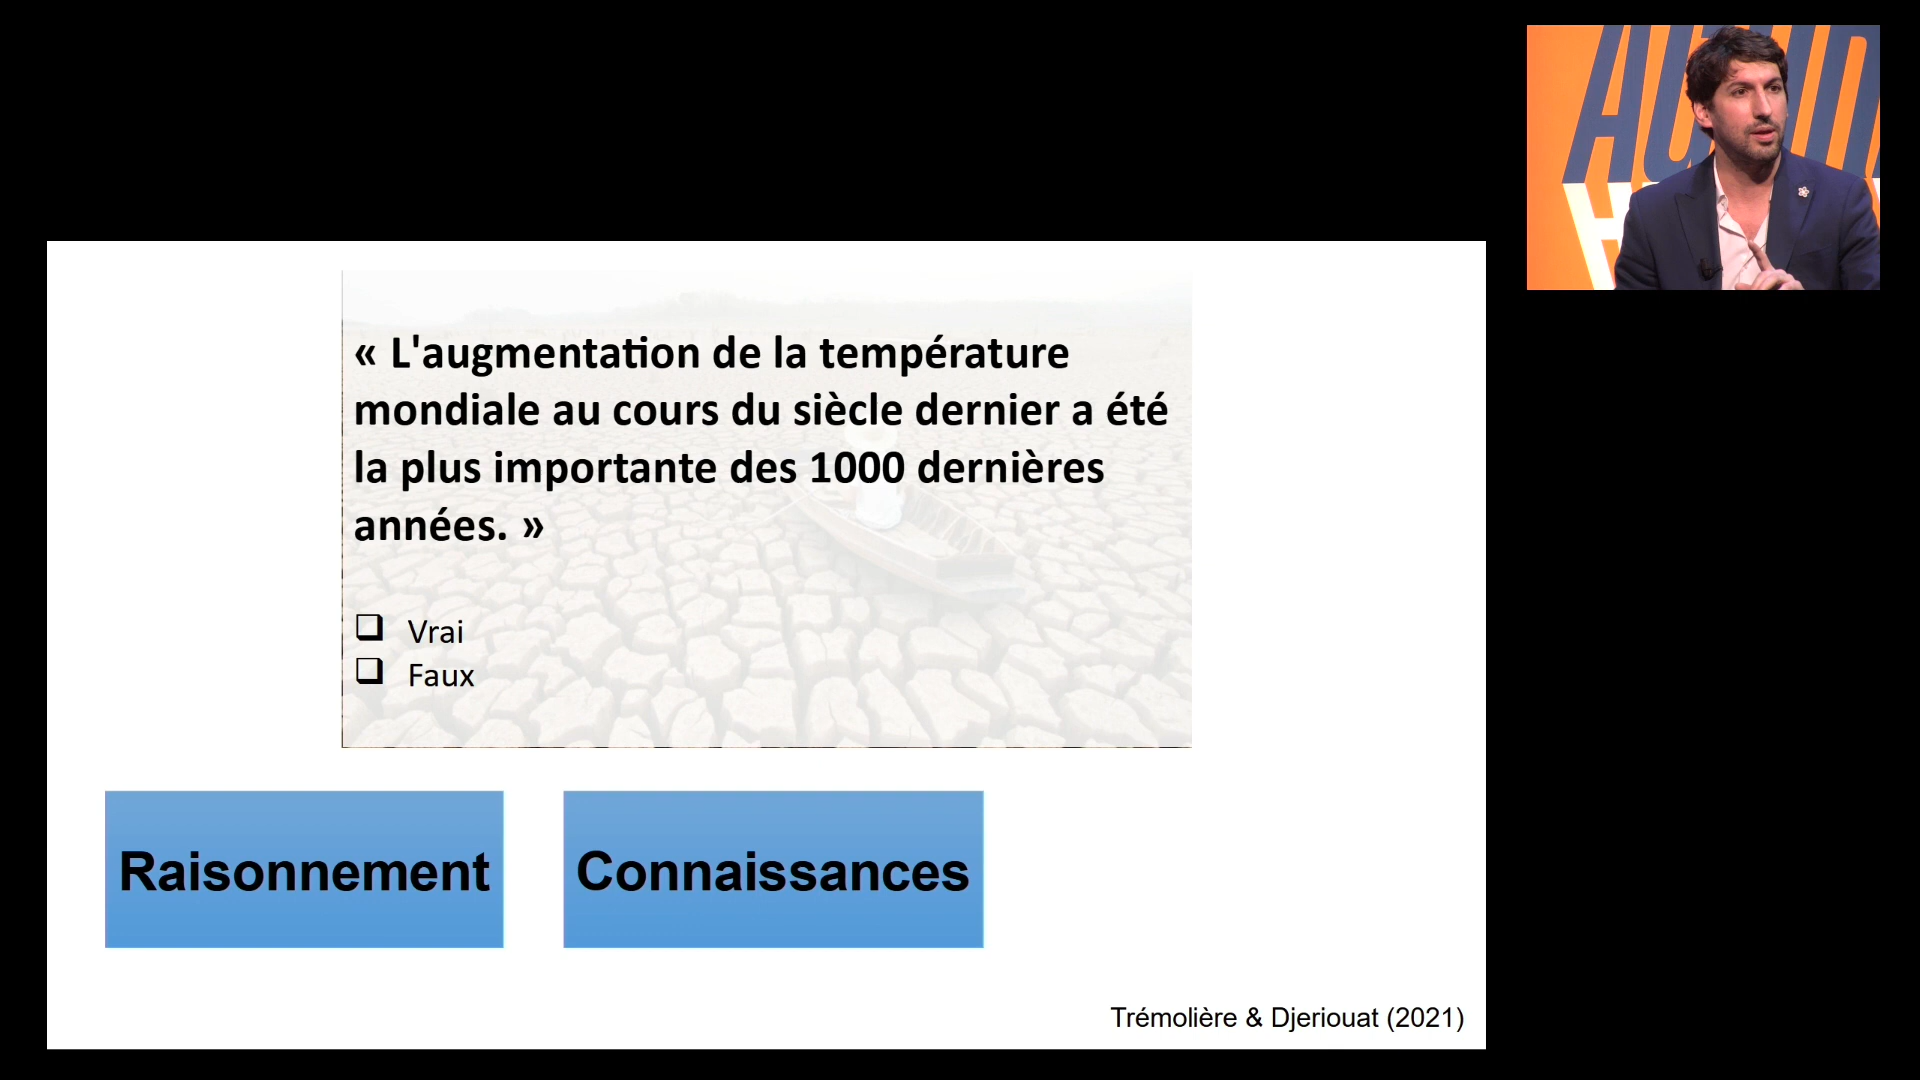 « L'augmentation de la température
mondiale au cours du siècle dernier a été
la plus importante des 1000 dernières
années. »
Vrai
Faux
Raisonnement
Connaissances
Trémolière & Djeriouat (2021)